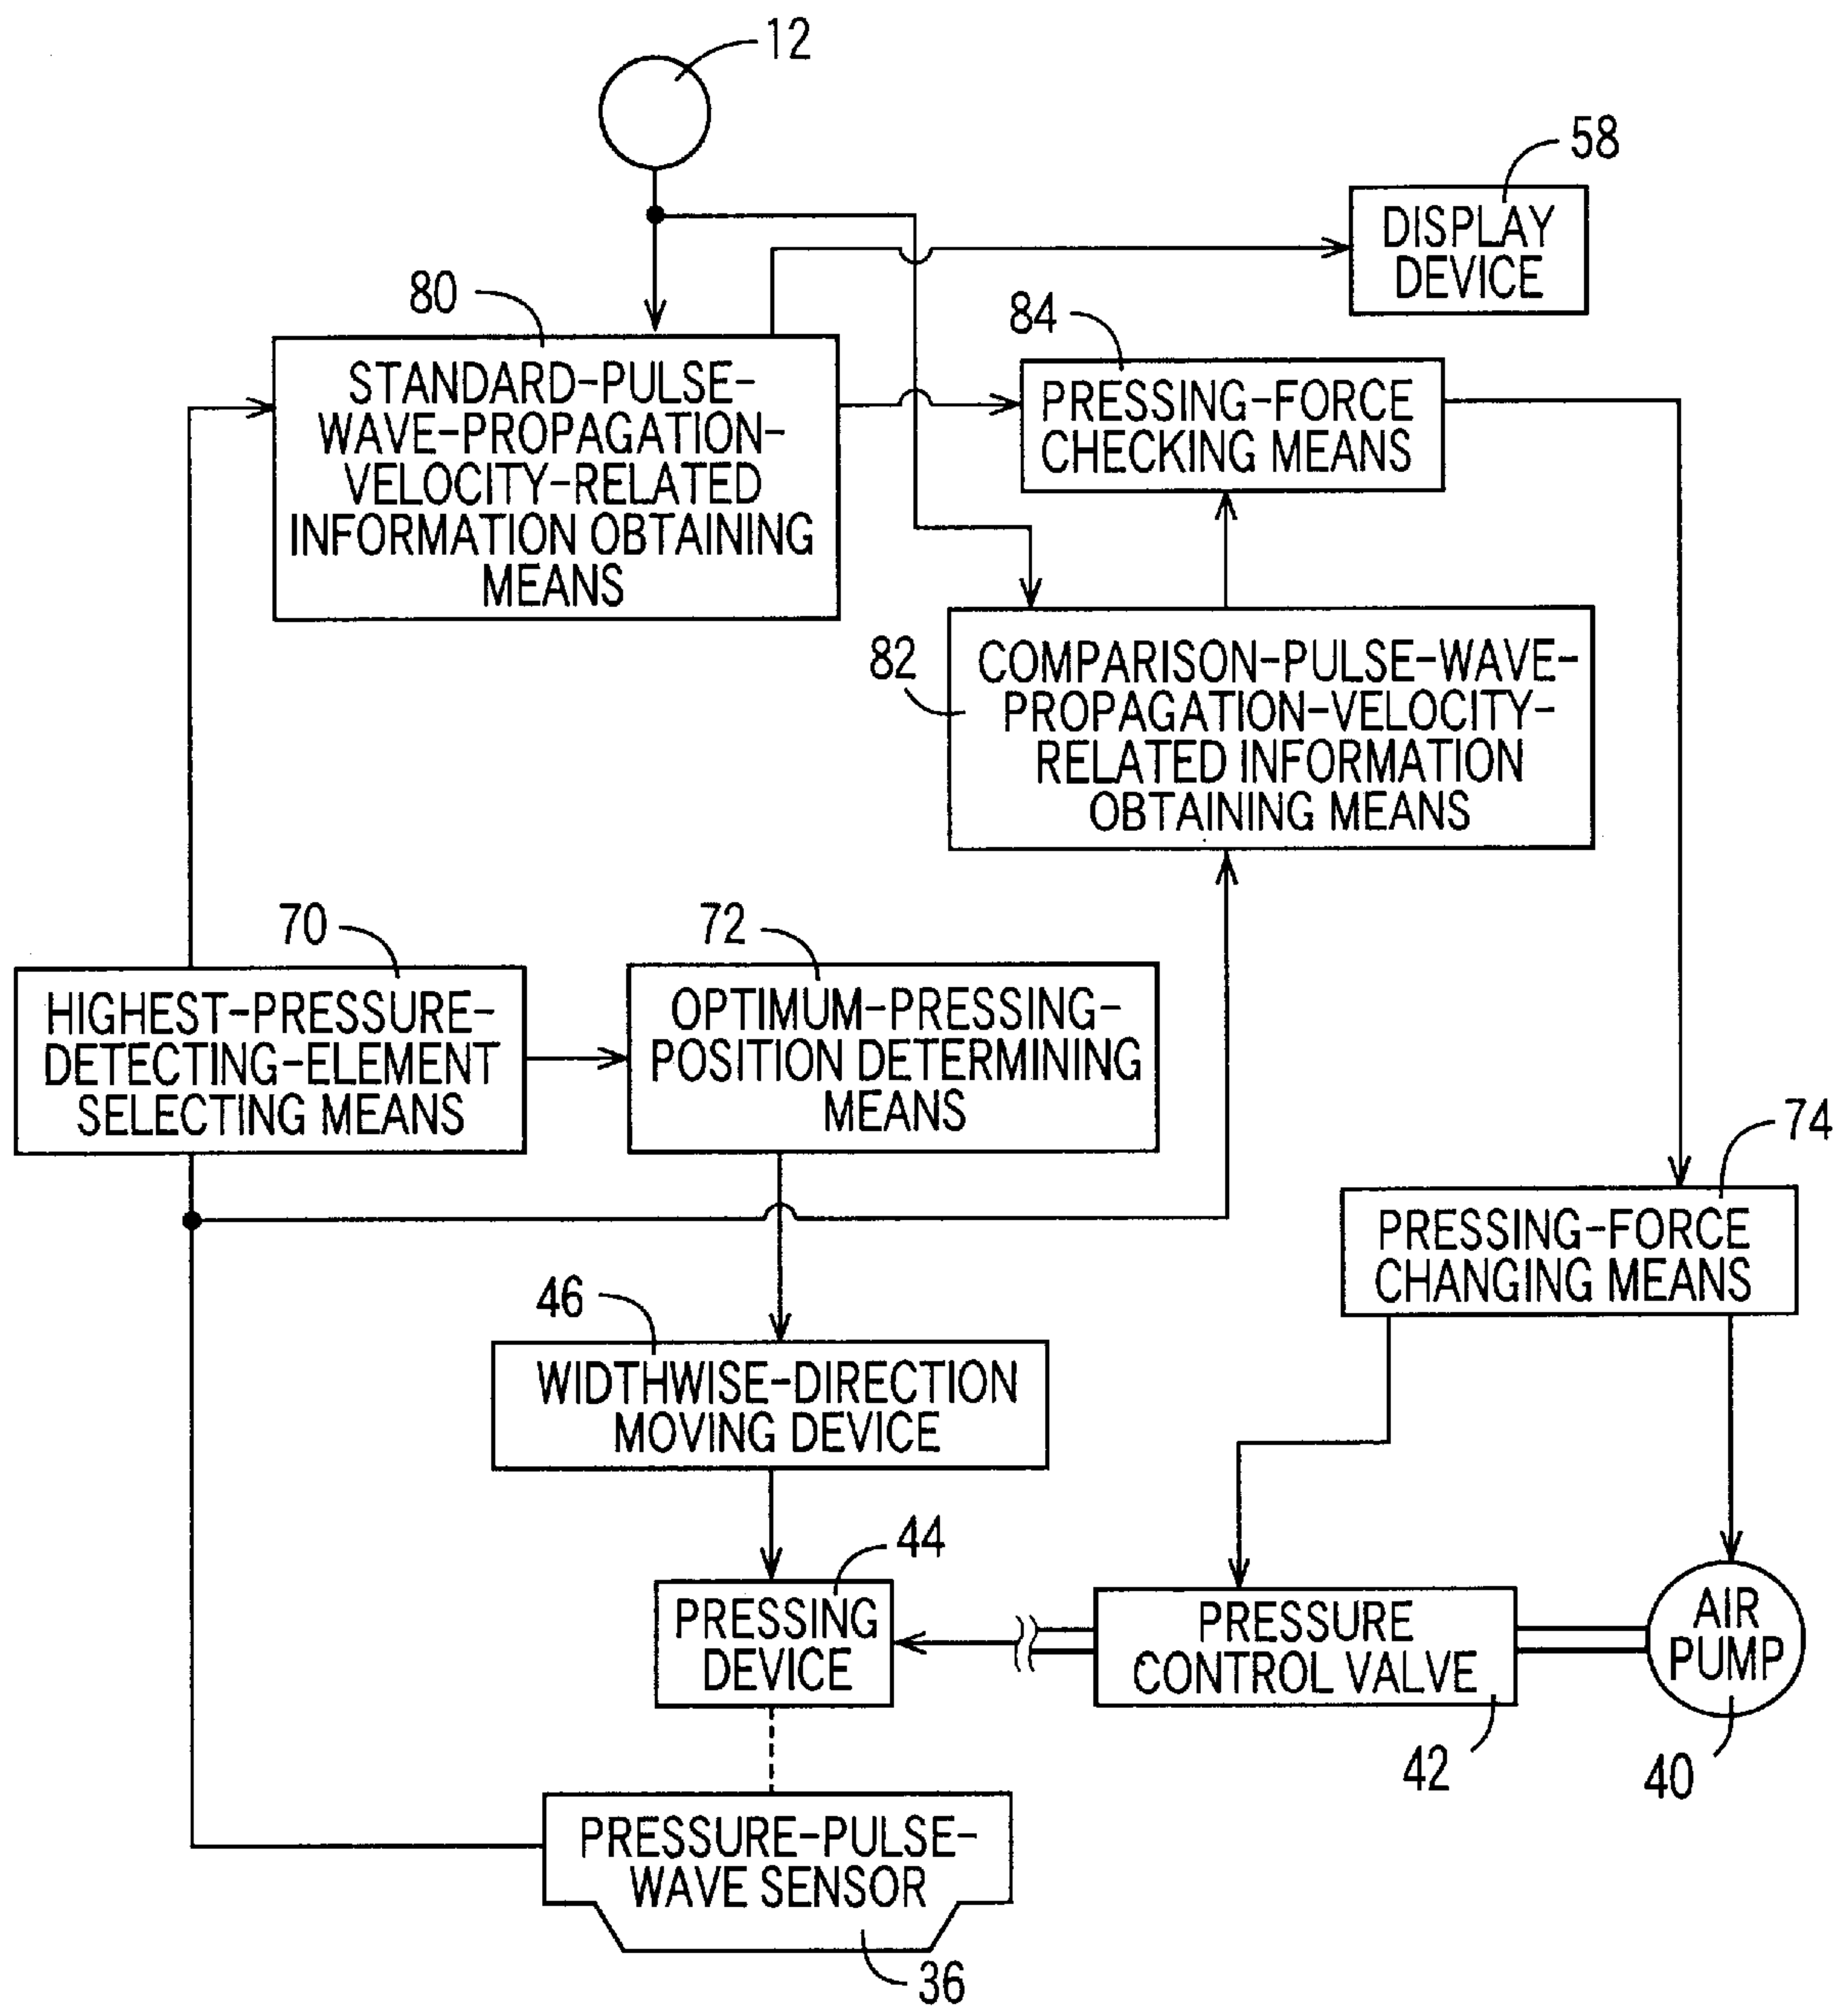 12
58
DISPLAY
DEVICE
80
STANDARD-PULSE-
WAVE-PROPAGATION-
VELOCITY-RELATED
INFORMATION OBTAINING
MEANS
84
PRESSING-FORCE
CHECKING MEANS
82
COMPARISON-PULSE-WAVE-
PROPAGATION-VELOCITY-
RELATED INFORMATION
OBTAINING MEANS
70
HIGHEST-PRESSURE-
DETECTING-ELEMENT
SELECTING MEANS
72
OPTIMUM-PRESSING-
POSITION DETERMINING
MEANS
74
PRESSING-FORCE
CHANGING MEANS
46
WIDTHWISE-DIRECTION
MOVING DEVICE
44
PRESSING
DEVICE
PRESSURE
CONTROL VALVE
42
AIR
PUMP
40
PRESSURE-PULSE-
WAVE SENSOR
36